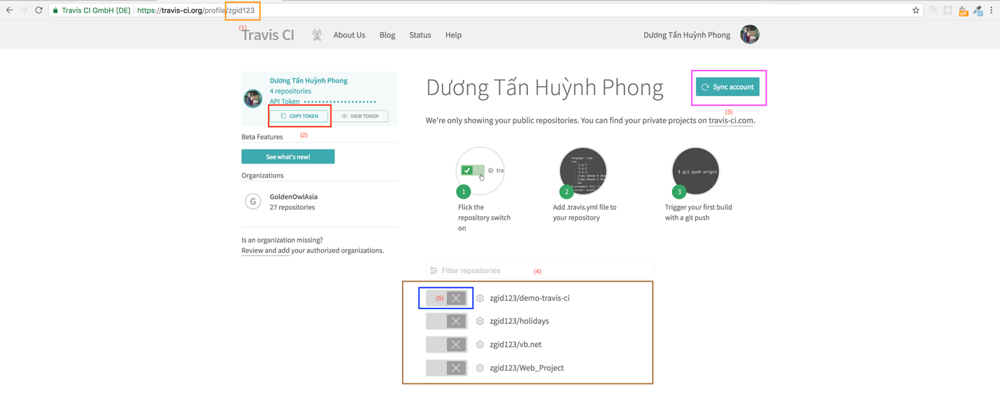 Travis CI GmbH [DE] | https://travis-ci.org/profile/zgid123
off
(1)
Travis CI
About Us
Blog
Status
Help
Dương Tấn Huỳnh Phong
Dương Tấn Huỳnh Phong
4 repositories
API Token
COPY TOKEN
VIEW TOKEN
(2)
Beta Features
See what's new!
Organizations
G
GoldenOwlAsia
27 repositories
Is an organization missing?
Review and add your authorized organizations.
Dương Tấn Huỳnh Phong
Sync account
(3)
We're only showing your public repositories. You can find your private projects on travis-ci.com.
tra
1
Flick the
repository switch
on
language: ruby
2
Add .travis.yml file to
your repository
$ git push origin
3
Trigger your first build
with a git push
Filter repositories
(4)
(5)
zgid123/demo-travis-ci
zgid123/holidays
zgid123/vb.net
zgid123/Web_Project